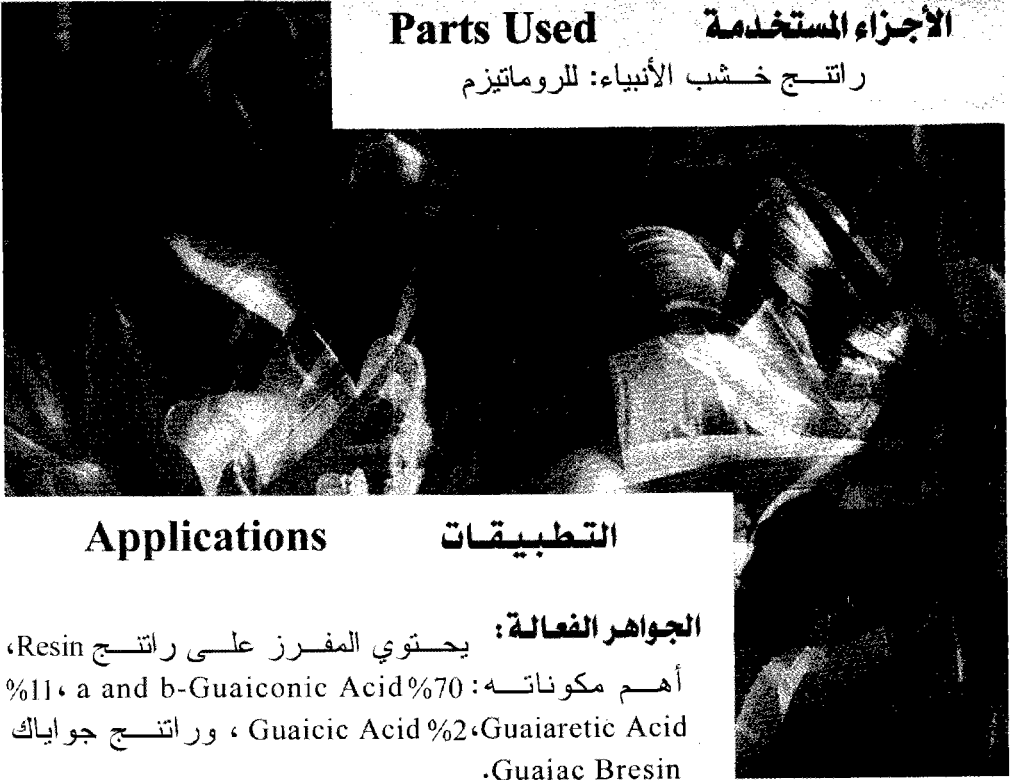 الأجزاء المستخدمة Parts Used
راتنج خشب الأنبياء: للروماتيزم
التطبيقات Applications
الجواهر الفعالة: يحتوي المفرز على راتنج Resin،
أهم مكوناته: 70% a and b-Guaiconic Acid، 11%
Guaiaretic Acid، 2% Guaicic Acid ، وراتنج جواياك
Guaiac Bresin.